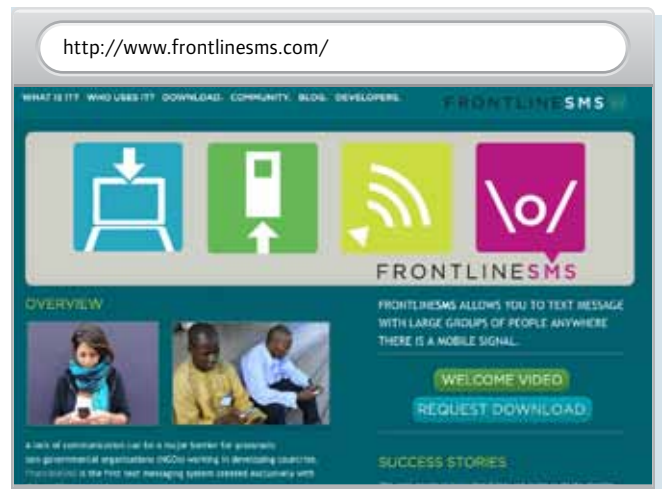 http://www.frontlinesms.com/
WHAT IS IT? WHO USES IT? DOWNLOAD. COMMUNITY. BLOG. DEVELOPERS.
FRONTLINESMS
\o/
FRONTLINESMS
OVERVIEW
A lack of communication can be a major barrier for grassroots
non-governmental organisations (NGOs) working in developing countries.
FrontlineSMS is the first text messaging system created exclusively with
FRONTLINESMS ALLOWS YOU TO TEXT MESSAGE
WITH LARGE GROUPS OF PEOPLE ANYWHERE
THERE IS A MOBILE SIGNAL.
WELCOME VIDEO
REQUEST DOWNLOAD
SUCCESS STORIES